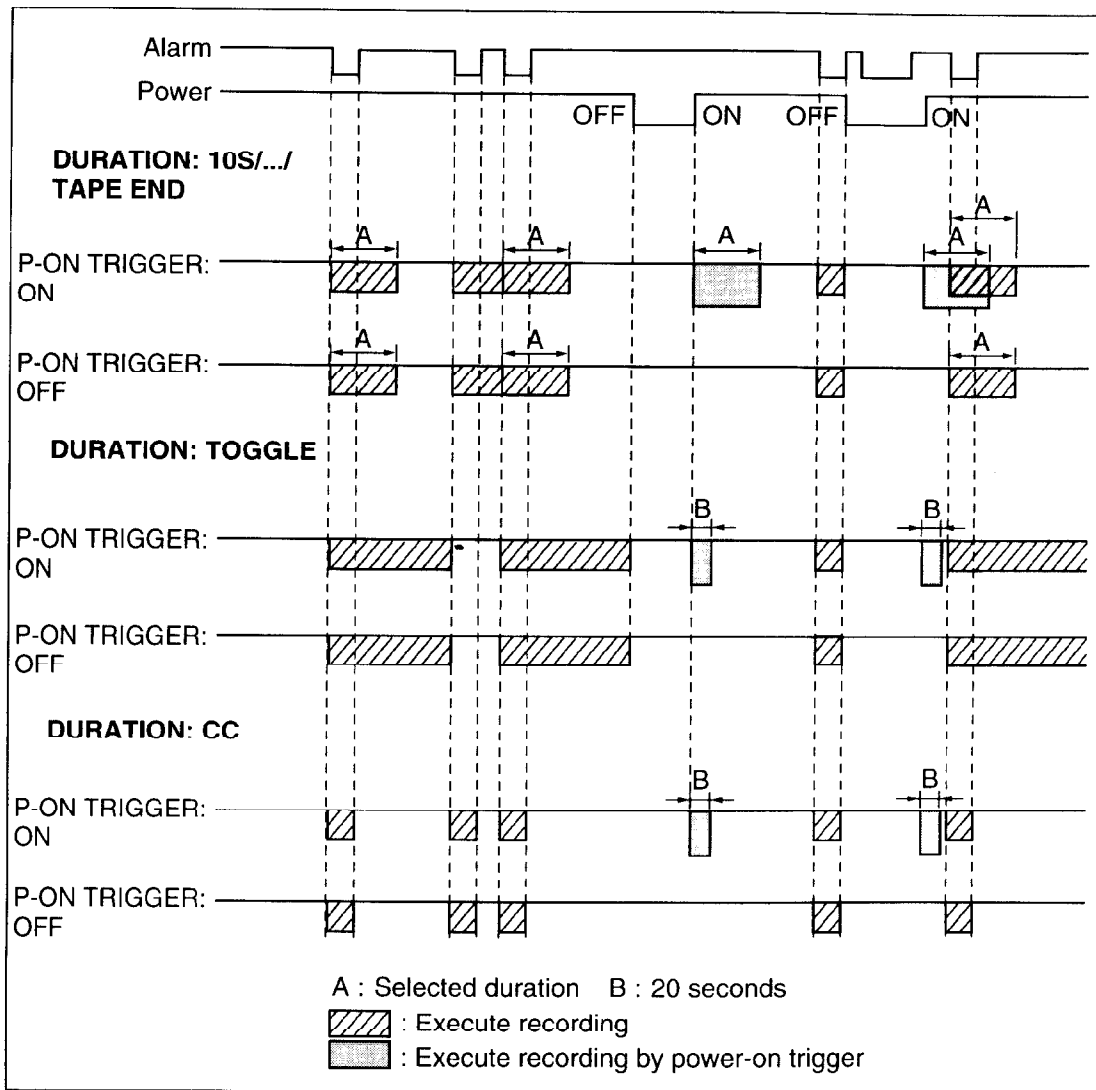 Alarm
Power
OFF ON OFF ON
DURATION: 10S/.../
TAPE END
A
A A A A
P-ON TRIGGER:
ON
A A A
P-ON TRIGGER:
OFF
DURATION: TOGGLE
B B
P-ON TRIGGER:
ON
P-ON TRIGGER:
OFF
DURATION: CC
B B
P-ON TRIGGER:
ON
P-ON TRIGGER:
OFF
A : Selected duration B : 20 seconds
: Execute recording
: Execute recording by power-on trigger